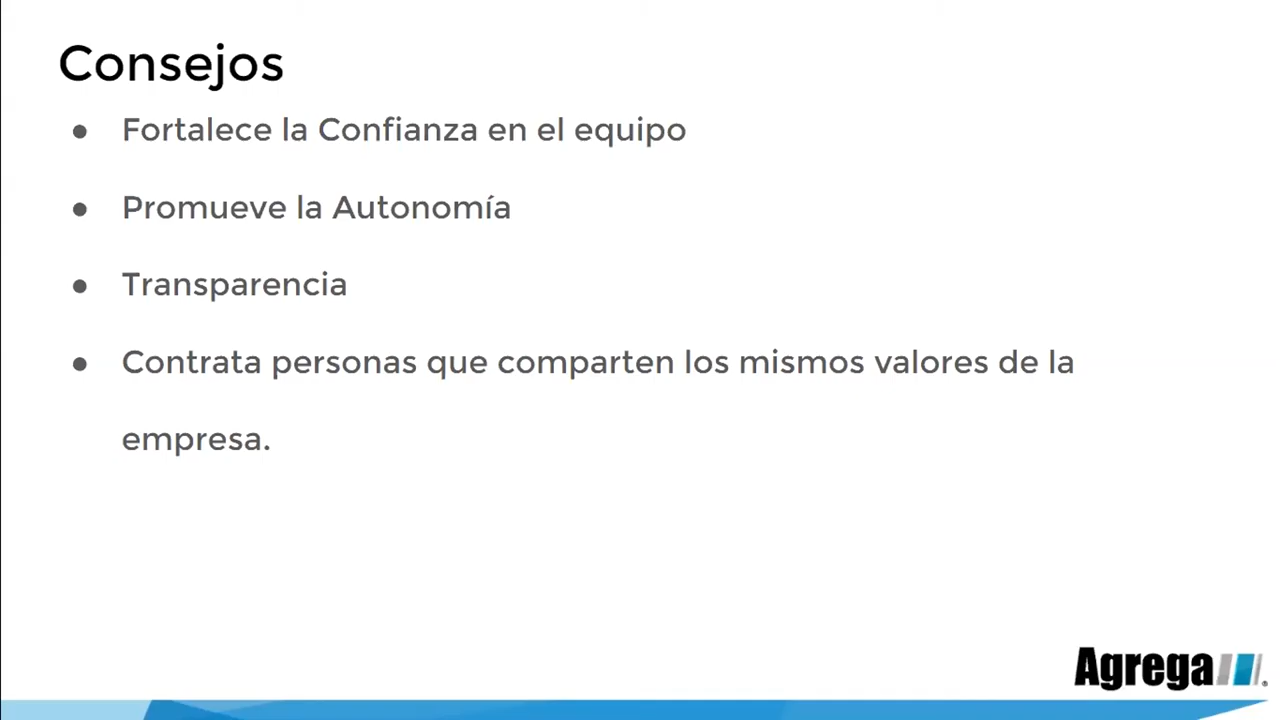 Consejos
● Fortalece la Confianza en el equipo
● Promueve la Autonomía
● Transparencia
● Contrata personas que comparten los mismos valores de la
empresa.
Agrega ®